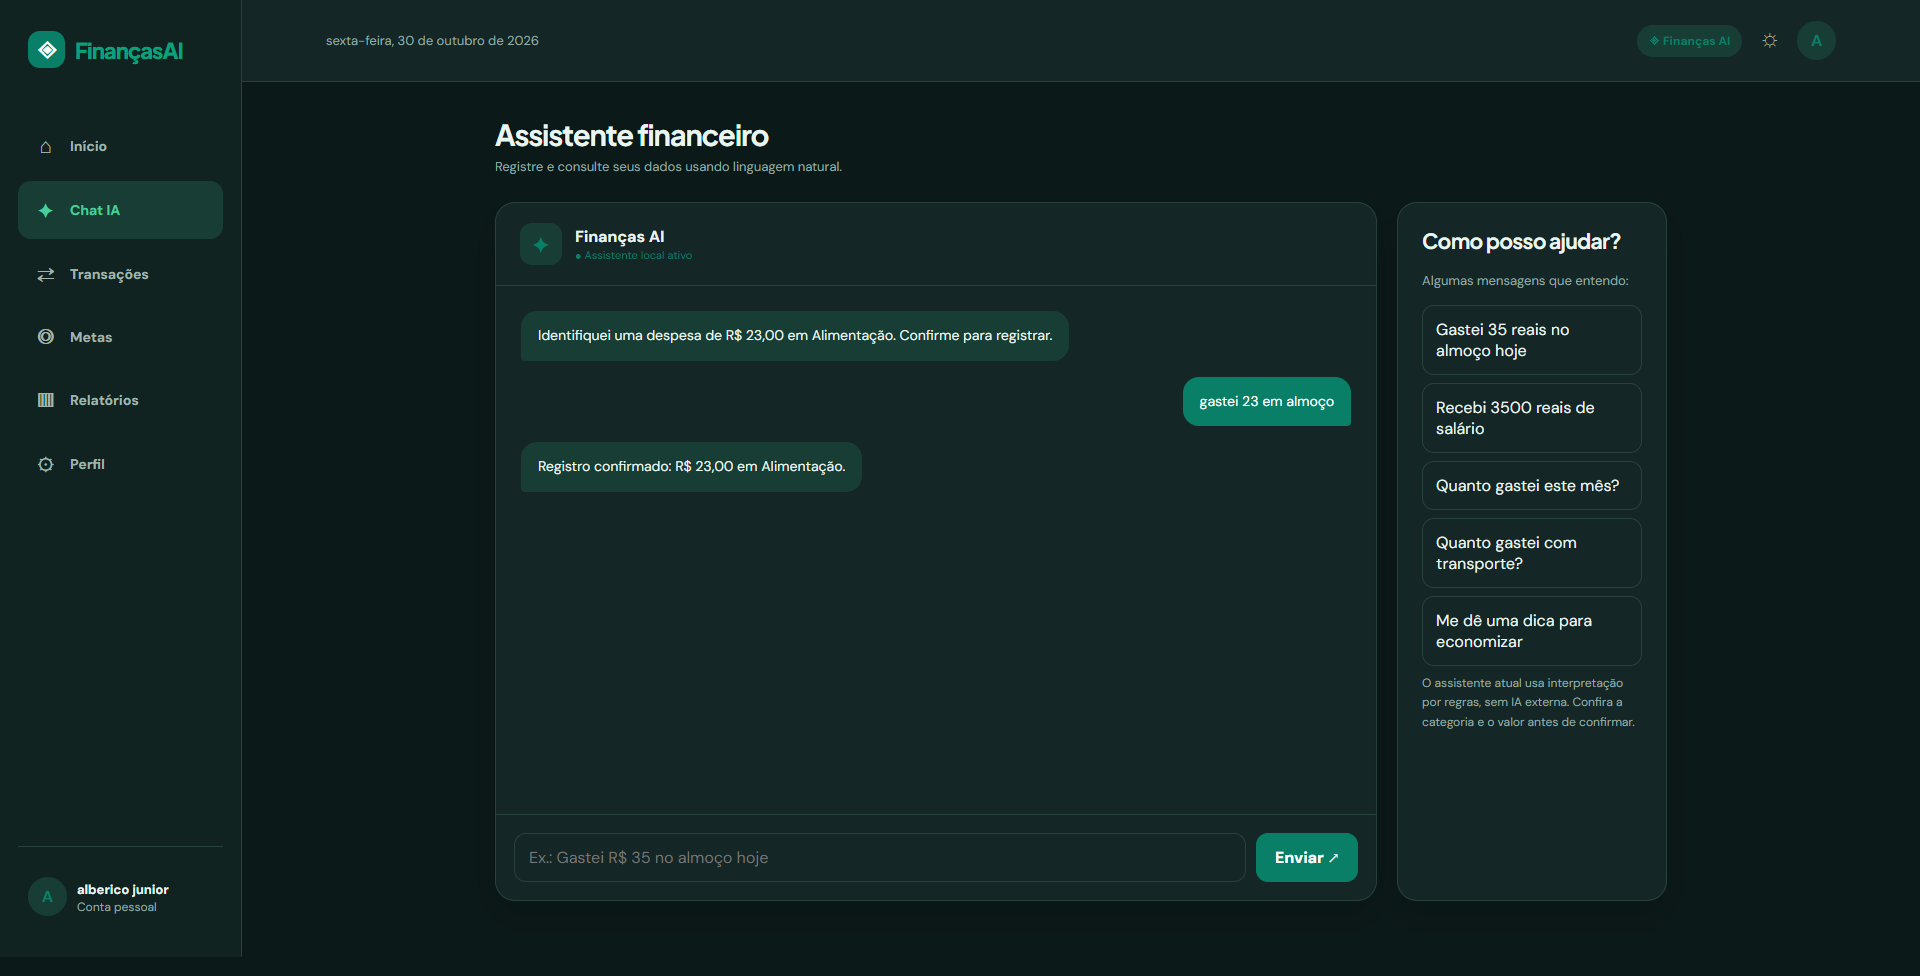 FinançasAI
Início
Chat IA
Transações
Metas
Relatórios
Perfil
alberico junior
Conta pessoal
sexta-feira, 30 de outubro de 2026
Finanças AI
A
Assistente financeiro
Registre e consulte seus dados usando linguagem natural.
Finanças AI
Assistente local ativo
Identifiquei uma despesa de R$ 23,00 em Alimentação. Confirme para registrar.
gastei 23 em almoço
Registro confirmado: R$ 23,00 em Alimentação.
Ex.: Gastei R$ 35 no almoço hoje
Enviar ↗
Como posso ajudar?
Algumas mensagens que entendo:
Gastei 35 reais no
almoço hoje
Recebi 3500 reais de
salário
Quanto gastei este mês?
Quanto gastei com
transporte?
Me dê uma dica para
economizar
O assistente atual usa interpretação
por regras, sem IA externa. Confira a
categoria e o valor antes de confirmar.
A